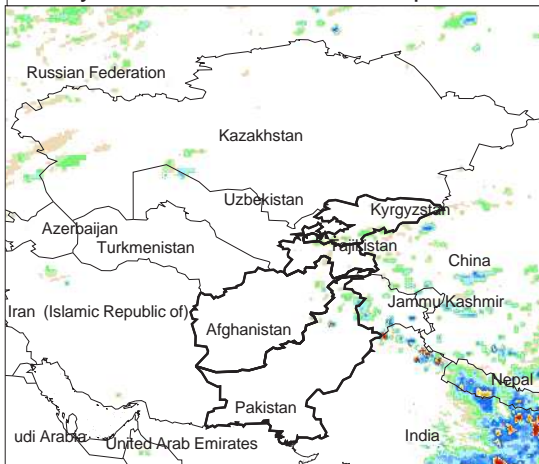 Russian Federation
Kazakhstan
Uzbekistan
Kyrgyzstan
Azerbaijan
Turkmenistan
Tajikistan
China
Iran (Islamic Republic of)
Jammu/Kashmir
Afghanistan
Nepal
Pakistan
udi Arabia
United Arab Emirates
India